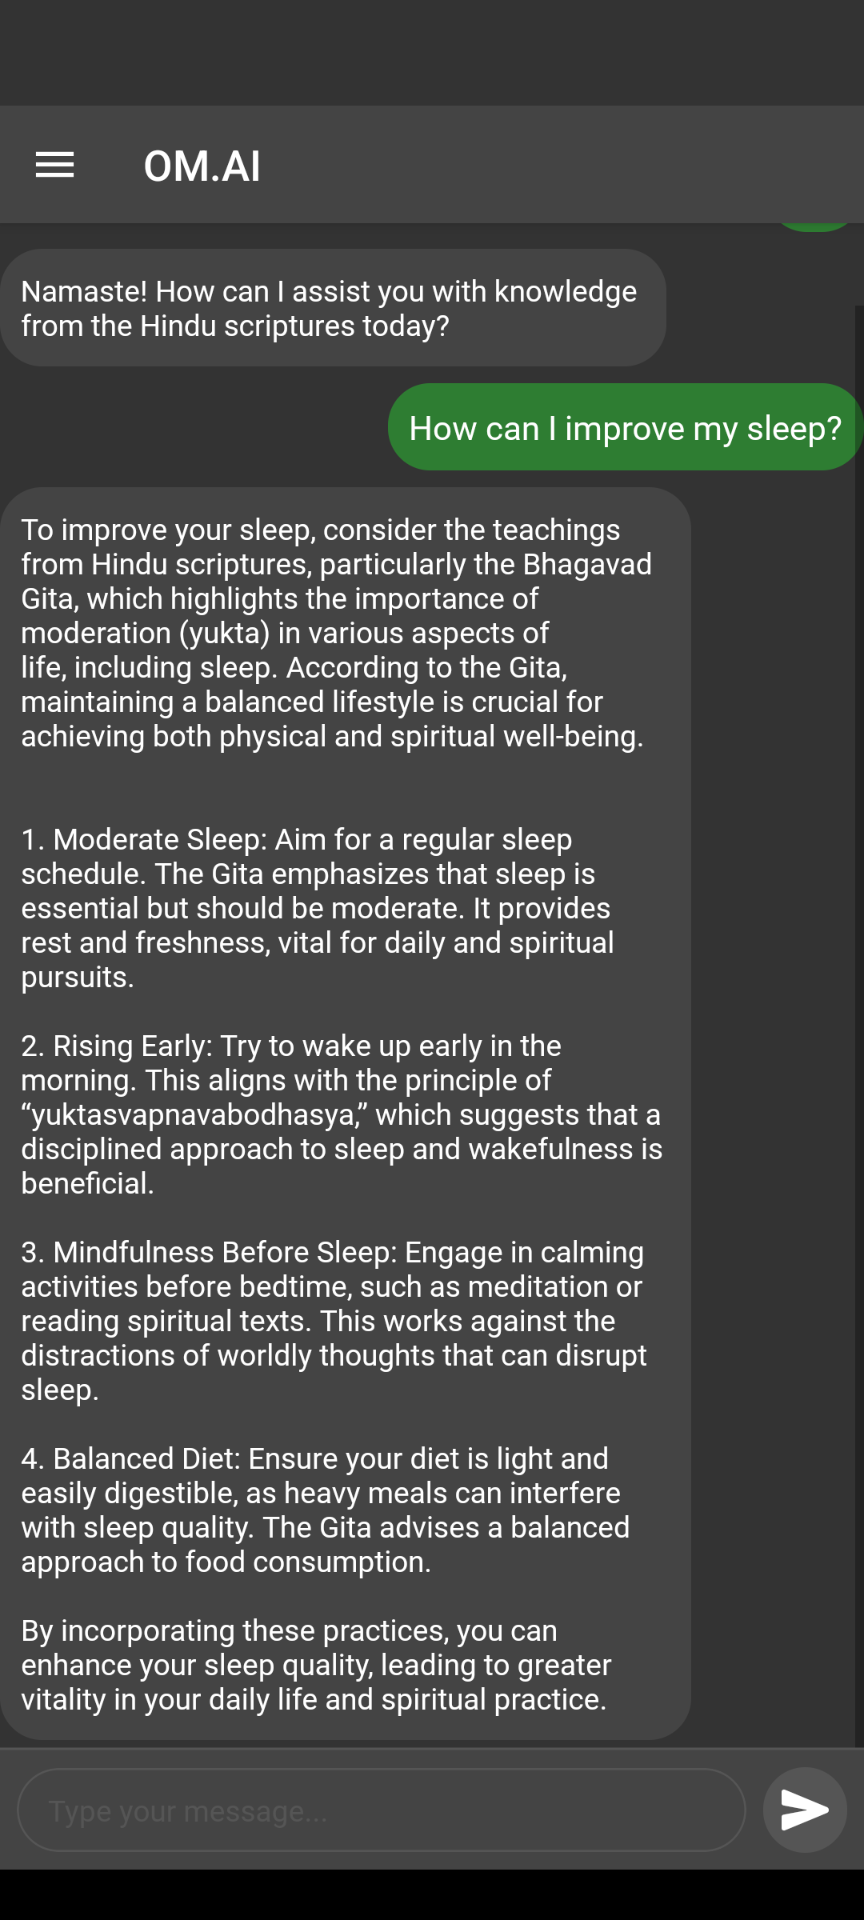 OM.AI
Namaste! How can I assist you with knowledge
from the Hindu scriptures today?
How can I improve my sleep?
To improve your sleep, consider the teachings
from Hindu scriptures, particularly the Bhagavad
Gita, which highlights the importance of
moderation (yukta) in various aspects of
life, including sleep. According to the Gita,
maintaining a balanced lifestyle is crucial for
achieving both physical and spiritual well-being.
1. Moderate Sleep: Aim for a regular sleep
schedule. The Gita emphasizes that sleep is
essential but should be moderate. It provides
rest and freshness, vital for daily and spiritual
pursuits.
2. Rising Early: Try to wake up early in the
morning. This aligns with the principle of
“yuktasvapnavabodhasya,” which suggests that a
disciplined approach to sleep and wakefulness is
beneficial.
3. Mindfulness Before Sleep: Engage in calming
activities before bedtime, such as meditation or
reading spiritual texts. This works against the
distractions of worldly thoughts that can disrupt
sleep.
4. Balanced Diet: Ensure your diet is light and
easily digestible, as heavy meals can interfere
with sleep quality. The Gita advises a balanced
approach to food consumption.
By incorporating these practices, you can
enhance your sleep quality, leading to greater
vitality in your daily life and spiritual practice.
Type your message...